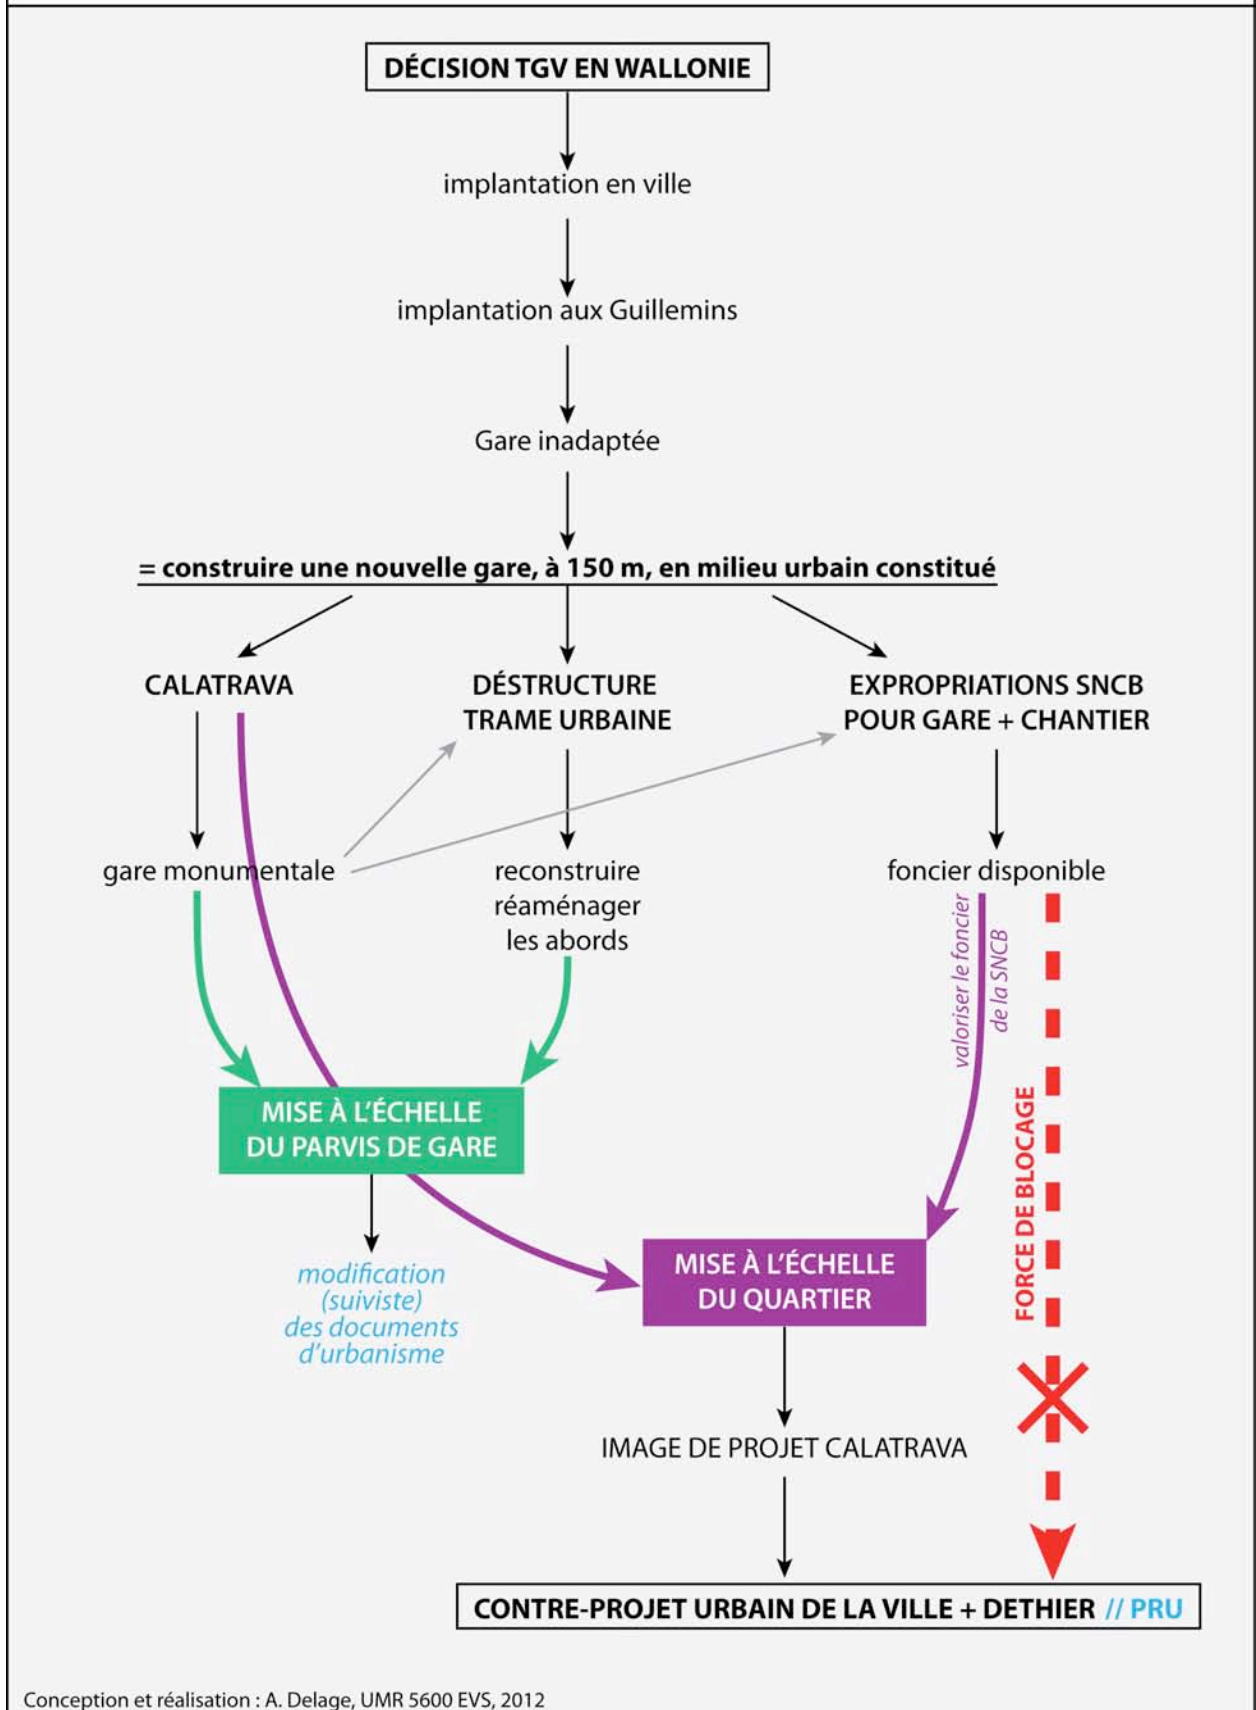 DÉCISION TGV EN WALLONIE
implantation en ville
implantation aux Guillemins
Gare inadaptée
= construire une nouvelle gare, à 150 m, en milieu urbain constitué
CALATRAVA
DÉSTRUCTURE
TRAME URBAINE
EXPROPRIATIONS SNCB
POUR GARE + CHANTIER
gare monumentale
reconstruire
réaménager
les abords
foncier disponible
valoriser le foncier
de la SNCB
FORCE DE BLOCAGE
MISE À L'ÉCHELLE
DU PARVIS DE GARE
modification
(suiviste)
des documents
d'urbanisme
MISE À L'ÉCHELLE
DU QUARTIER
IMAGE DE PROJET CALATRAVA
CONTRE-PROJET URBAIN DE LA VILLE + DETHIER // PRU
Conception et réalisation : A. Delage, UMR 5600 EVS, 2012